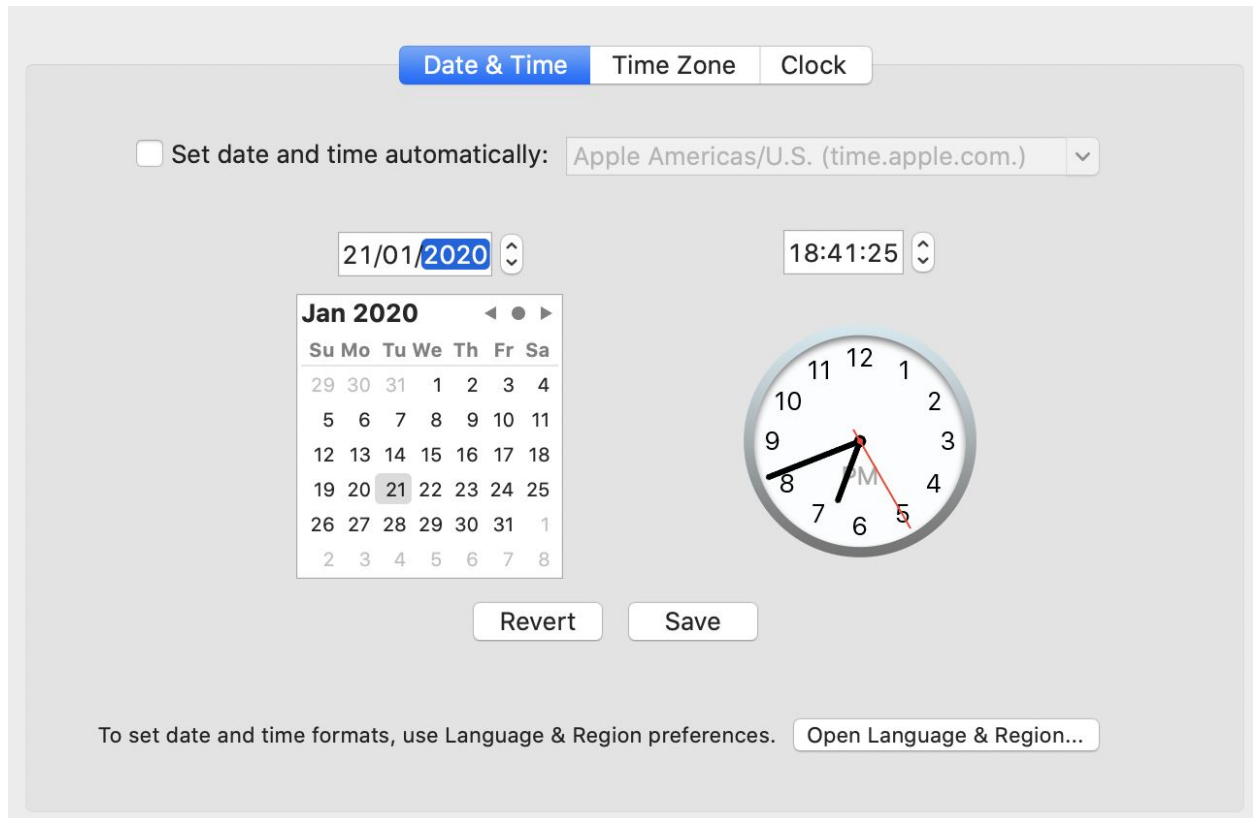 Date & Time Time Zone Clock
Set date and time automatically: Apple Americas/U.S. (time.apple.com.)
21/01/2020
18:41:25
Jan 2020
Su Mo Tu We Th Fr Sa
29 30 31 1 2 3 4
5 6 7 8 9 10 11
12 13 14 15 16 17 18
19 20 21 22 23 24 25
26 27 28 29 30 31 1
2 3 4 5 6 7 8
12
11 1
10 2
9 3
PM
8 4
7 5
6
Revert Save
To set date and time formats, use Language & Region preferences. Open Language & Region...